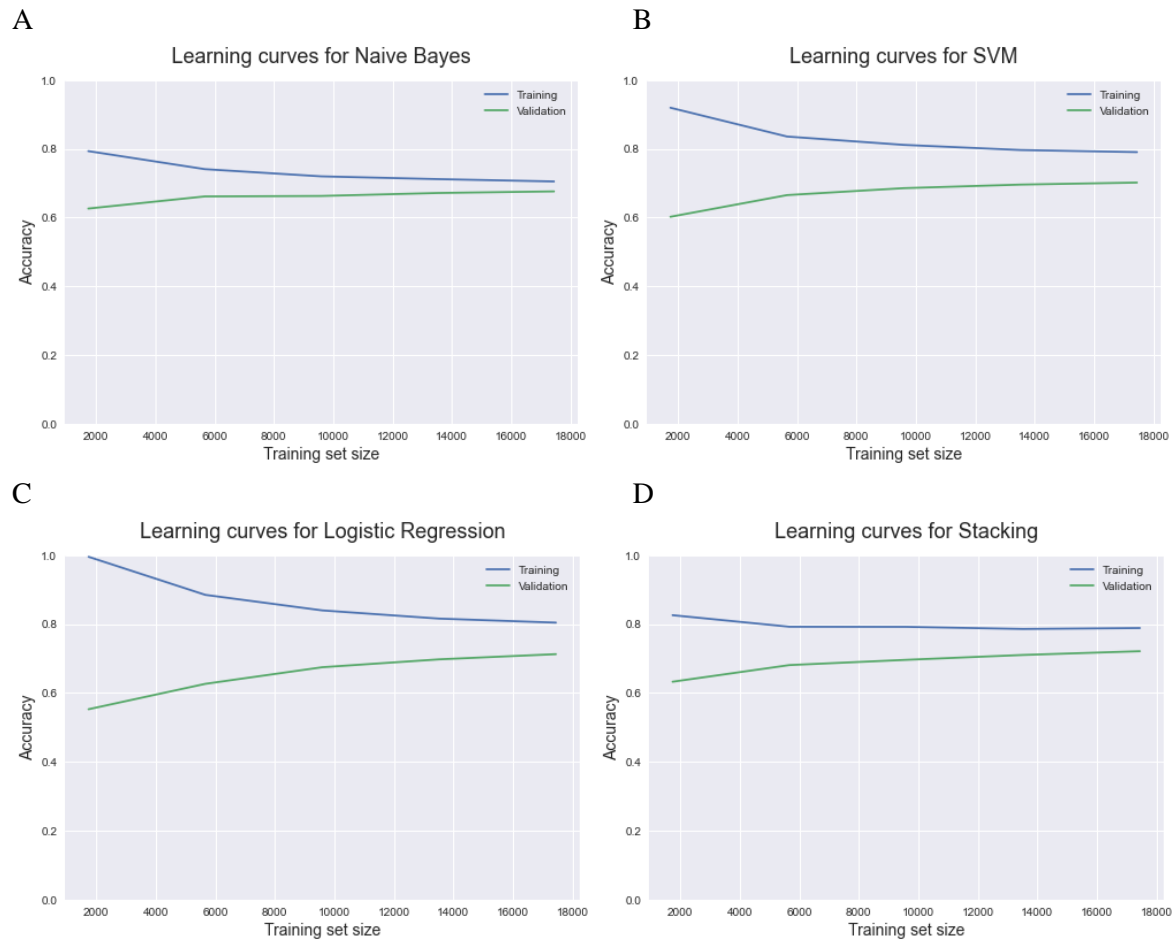 A
Learning curves for Naive Bayes
1.0
0.8
0.6
0.4
0.2
0.0
Accuracy
Training
Validation
2000 4000 6000 8000 10000 12000 14000 16000 18000
Training set size
B
Learning curves for SVM
1.0
0.8
0.6
0.4
0.2
0.0
Accuracy
Training
Validation
2000 4000 6000 8000 10000 12000 14000 16000 18000
Training set size
C
Learning curves for Logistic Regression
1.0
0.8
0.6
0.4
0.2
0.0
Accuracy
Training
Validation
2000 4000 6000 8000 10000 12000 14000 16000 18000
Training set size
D
Learning curves for Stacking
1.0
0.8
0.6
0.4
0.2
0.0
Accuracy
Training
Validation
2000 4000 6000 8000 10000 12000 14000 16000 18000
Training set size